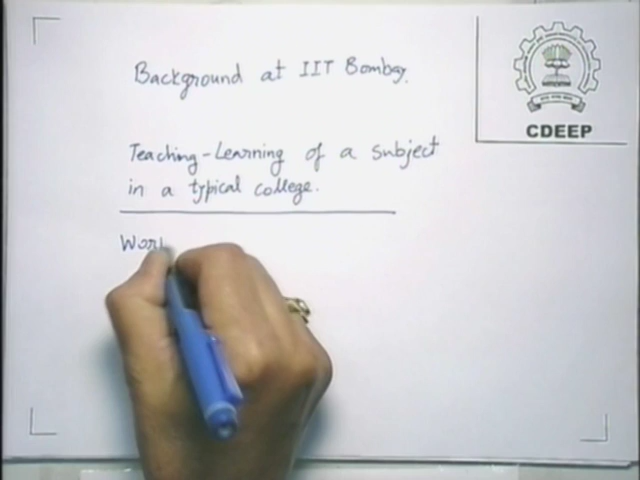 Background at IIT Bombay.
CDEEP
Teaching-Learning of a subject
in a typical college.